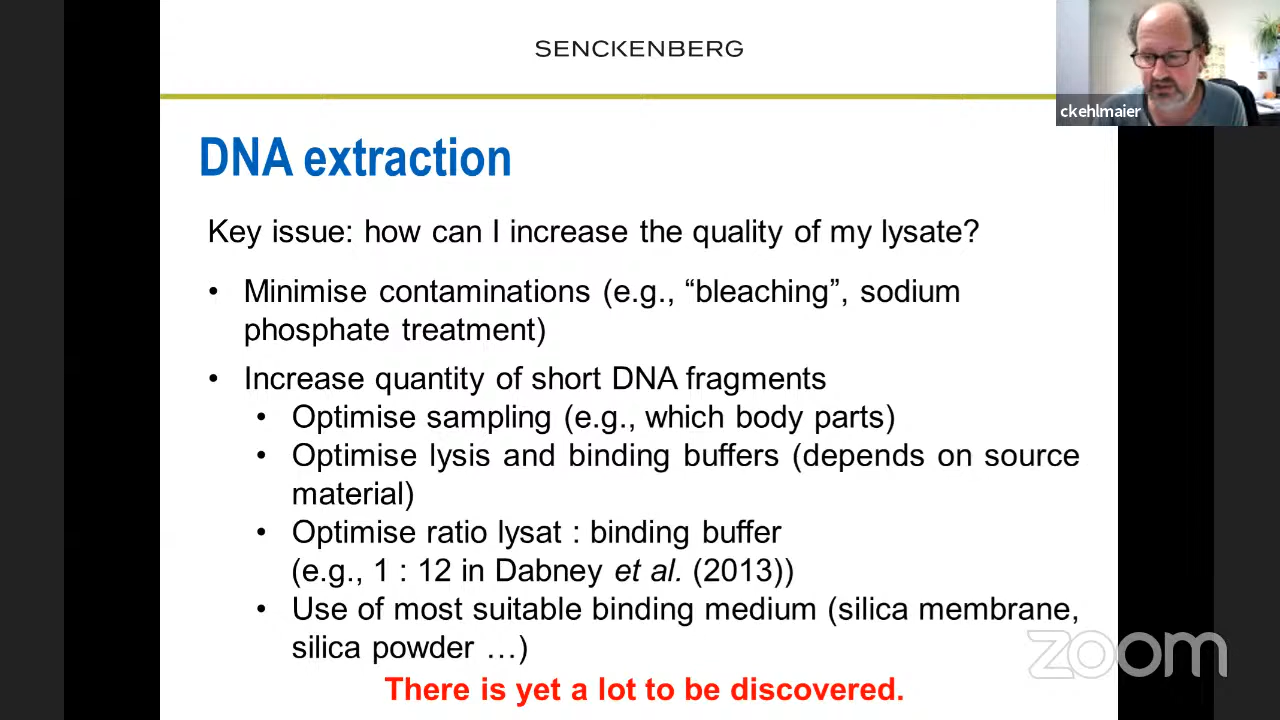 SENCKENBERG
ckehlmaier
DNA extraction
Key issue: how can I increase the quality of my lysate?
• Minimise contaminations (e.g., “bleaching”, sodium
phosphate treatment)
• Increase quantity of short DNA fragments
• Optimise sampling (e.g., which body parts)
• Optimise lysis and binding buffers (depends on source
material)
• Optimise ratio lysat : binding buffer
(e.g., 1 : 12 in Dabney et al. (2013))
• Use of most suitable binding medium (silica membrane,
silica powder …)
zoom
There is yet a lot to be discovered.